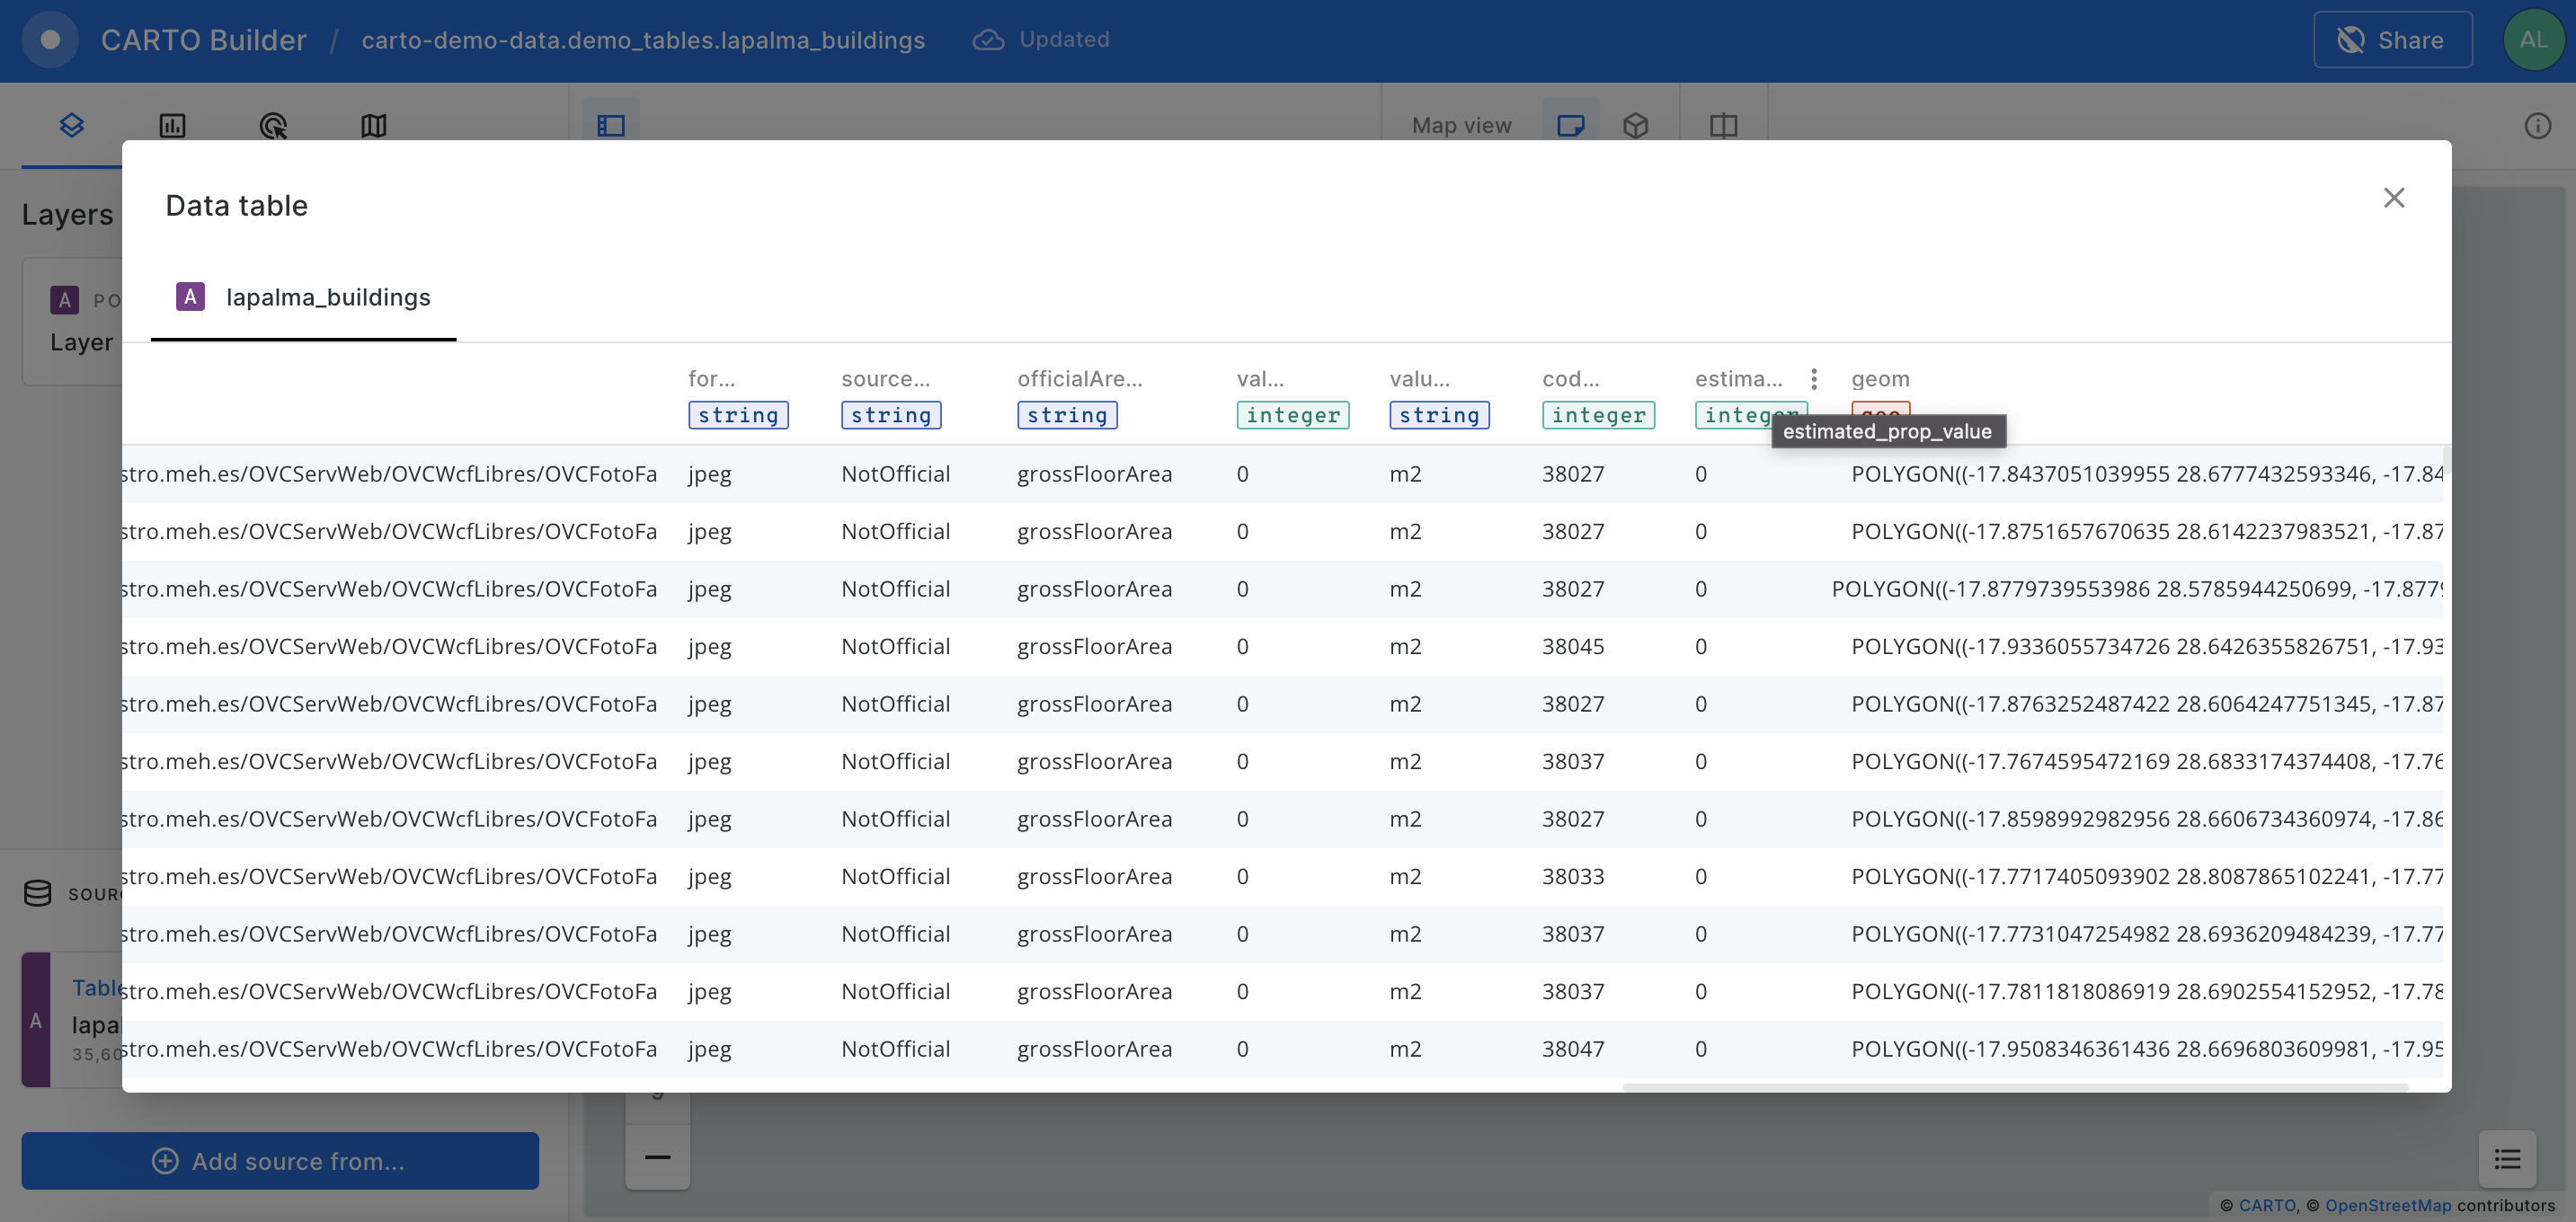 CARTO Builder / carto-demo-data.demo_tables.lapalma_buildings Updated Share AL
Map view
Layers
Data table
A lapalma_buildings
A PO
Layer
for... source... officialAre... val... valu... cod... estima... geom
string string string integer string integer integer geo
estimated_prop_value
stro.meh.es/OVCServWeb/OVCWcfLibres/OVCFotoFa jpeg NotOfficial grossFloorArea 0 m2 38027 0 POLYGON((-17.8437051039955 28.6777432593346, -17.84
stro.meh.es/OVCServWeb/OVCWcfLibres/OVCFotoFa jpeg NotOfficial grossFloorArea 0 m2 38027 0 POLYGON((-17.8751657670635 28.6142237983521, -17.87
stro.meh.es/OVCServWeb/OVCWcfLibres/OVCFotoFa jpeg NotOfficial grossFloorArea 0 m2 38027 0 POLYGON((-17.8779739553986 28.5785944250699, -17.8779
stro.meh.es/OVCServWeb/OVCWcfLibres/OVCFotoFa jpeg NotOfficial grossFloorArea 0 m2 38045 0 POLYGON((-17.9336055734726 28.6426355826751, -17.93
stro.meh.es/OVCServWeb/OVCWcfLibres/OVCFotoFa jpeg NotOfficial grossFloorArea 0 m2 38027 0 POLYGON((-17.8763252487422 28.6064247751345, -17.87
stro.meh.es/OVCServWeb/OVCWcfLibres/OVCFotoFa jpeg NotOfficial grossFloorArea 0 m2 38037 0 POLYGON((-17.7674595472169 28.6833174374408, -17.76
stro.meh.es/OVCServWeb/OVCWcfLibres/OVCFotoFa jpeg NotOfficial grossFloorArea 0 m2 38027 0 POLYGON((-17.8598992982956 28.6606734360974, -17.86
stro.meh.es/OVCServWeb/OVCWcfLibres/OVCFotoFa jpeg NotOfficial grossFloorArea 0 m2 38033 0 POLYGON((-17.7717405093902 28.8087865102241, -17.77
SOURC
stro.meh.es/OVCServWeb/OVCWcfLibres/OVCFotoFa jpeg NotOfficial grossFloorArea 0 m2 38037 0 POLYGON((-17.7731047254982 28.6936209484239, -17.77
stro.meh.es/OVCServWeb/OVCWcfLibres/OVCFotoFa jpeg NotOfficial grossFloorArea 0 m2 38037 0 POLYGON((-17.7811818086919 28.6902554152952, -17.78
stro.meh.es/OVCServWeb/OVCWcfLibres/OVCFotoFa jpeg NotOfficial grossFloorArea 0 m2 38047 0 POLYGON((-17.9508346361436 28.6696803609981, -17.95
Table
A lapal
35,60
Add source from...
© CARTO, © OpenStreetMap contributors